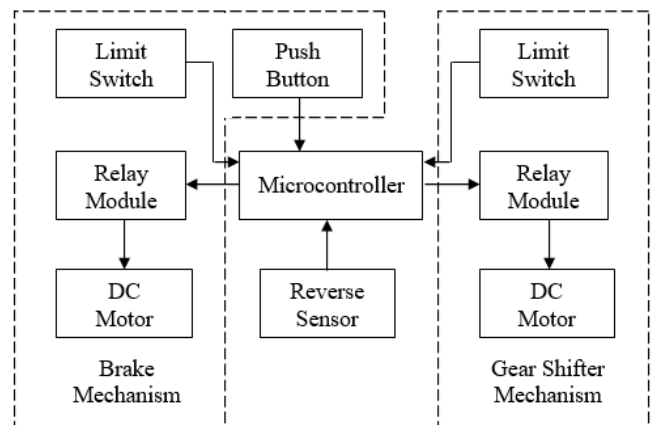 Limit
Switch
Push
Button
Limit
Switch
Relay
Module
Microcontroller
Relay
Module
DC
Motor
Reverse
Sensor
DC
Motor
Brake
Mechanism
Gear Shifter
Mechanism